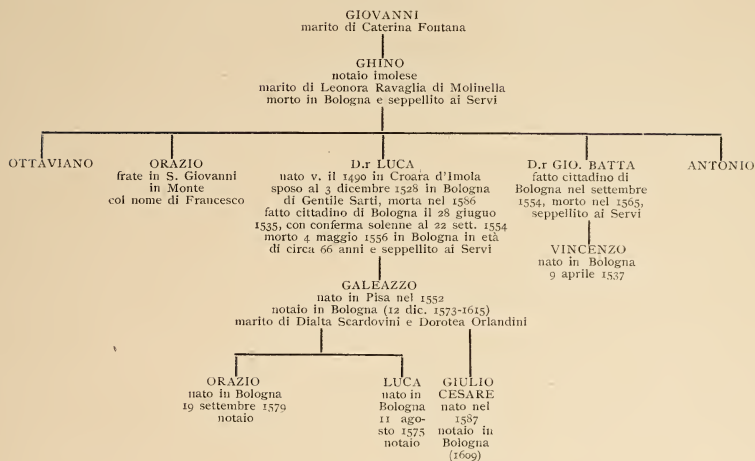 GIOVANNI
marito di Caterina Fontana
GHINO
notaio imolese
marito di Leonora Ravaglia di Molinella
morto in Bologna e seppellito ai Servi
OTTAVIANO
ORAZIO
frate in S. Giovanni
in Monte
col nome di Francesco
D.r LUCA
nato v. il 1490 in Croara d'Imola
sposo al 3 dicembre 1528 in Bologna
di Gentile Sarti, morta nel 1586
fatto cittadino di Bologna il 28 giuguo
1535, con conferma solenne al 22 sett. 1554
morto 4 maggio 1556 in Bologna in età
di circa 66 anni e seppellito ai Servi
D.r GIO. BATTA
fatto cittadino di
Bologna nel settembre
1554, morto nel 1565,
seppellito ai Servi
ANTONIO
VINCENZO
nato in Bologna
9 aprile 1537
GALEAZZO
nato in Pisa nel 1552
notaio in Bologna (12 dic. 1573-1615)
marito di Dialta Scardovini e Dorotea Orlandini
ORAZIO
nato in Bologna
19 settembre 1579
notaio
LUCA
nato in
Bologna
11 ago-
sto 1575
notaio
GIULIO
CESARE
nato nel
1587
notaio in
Bologna
(1609)